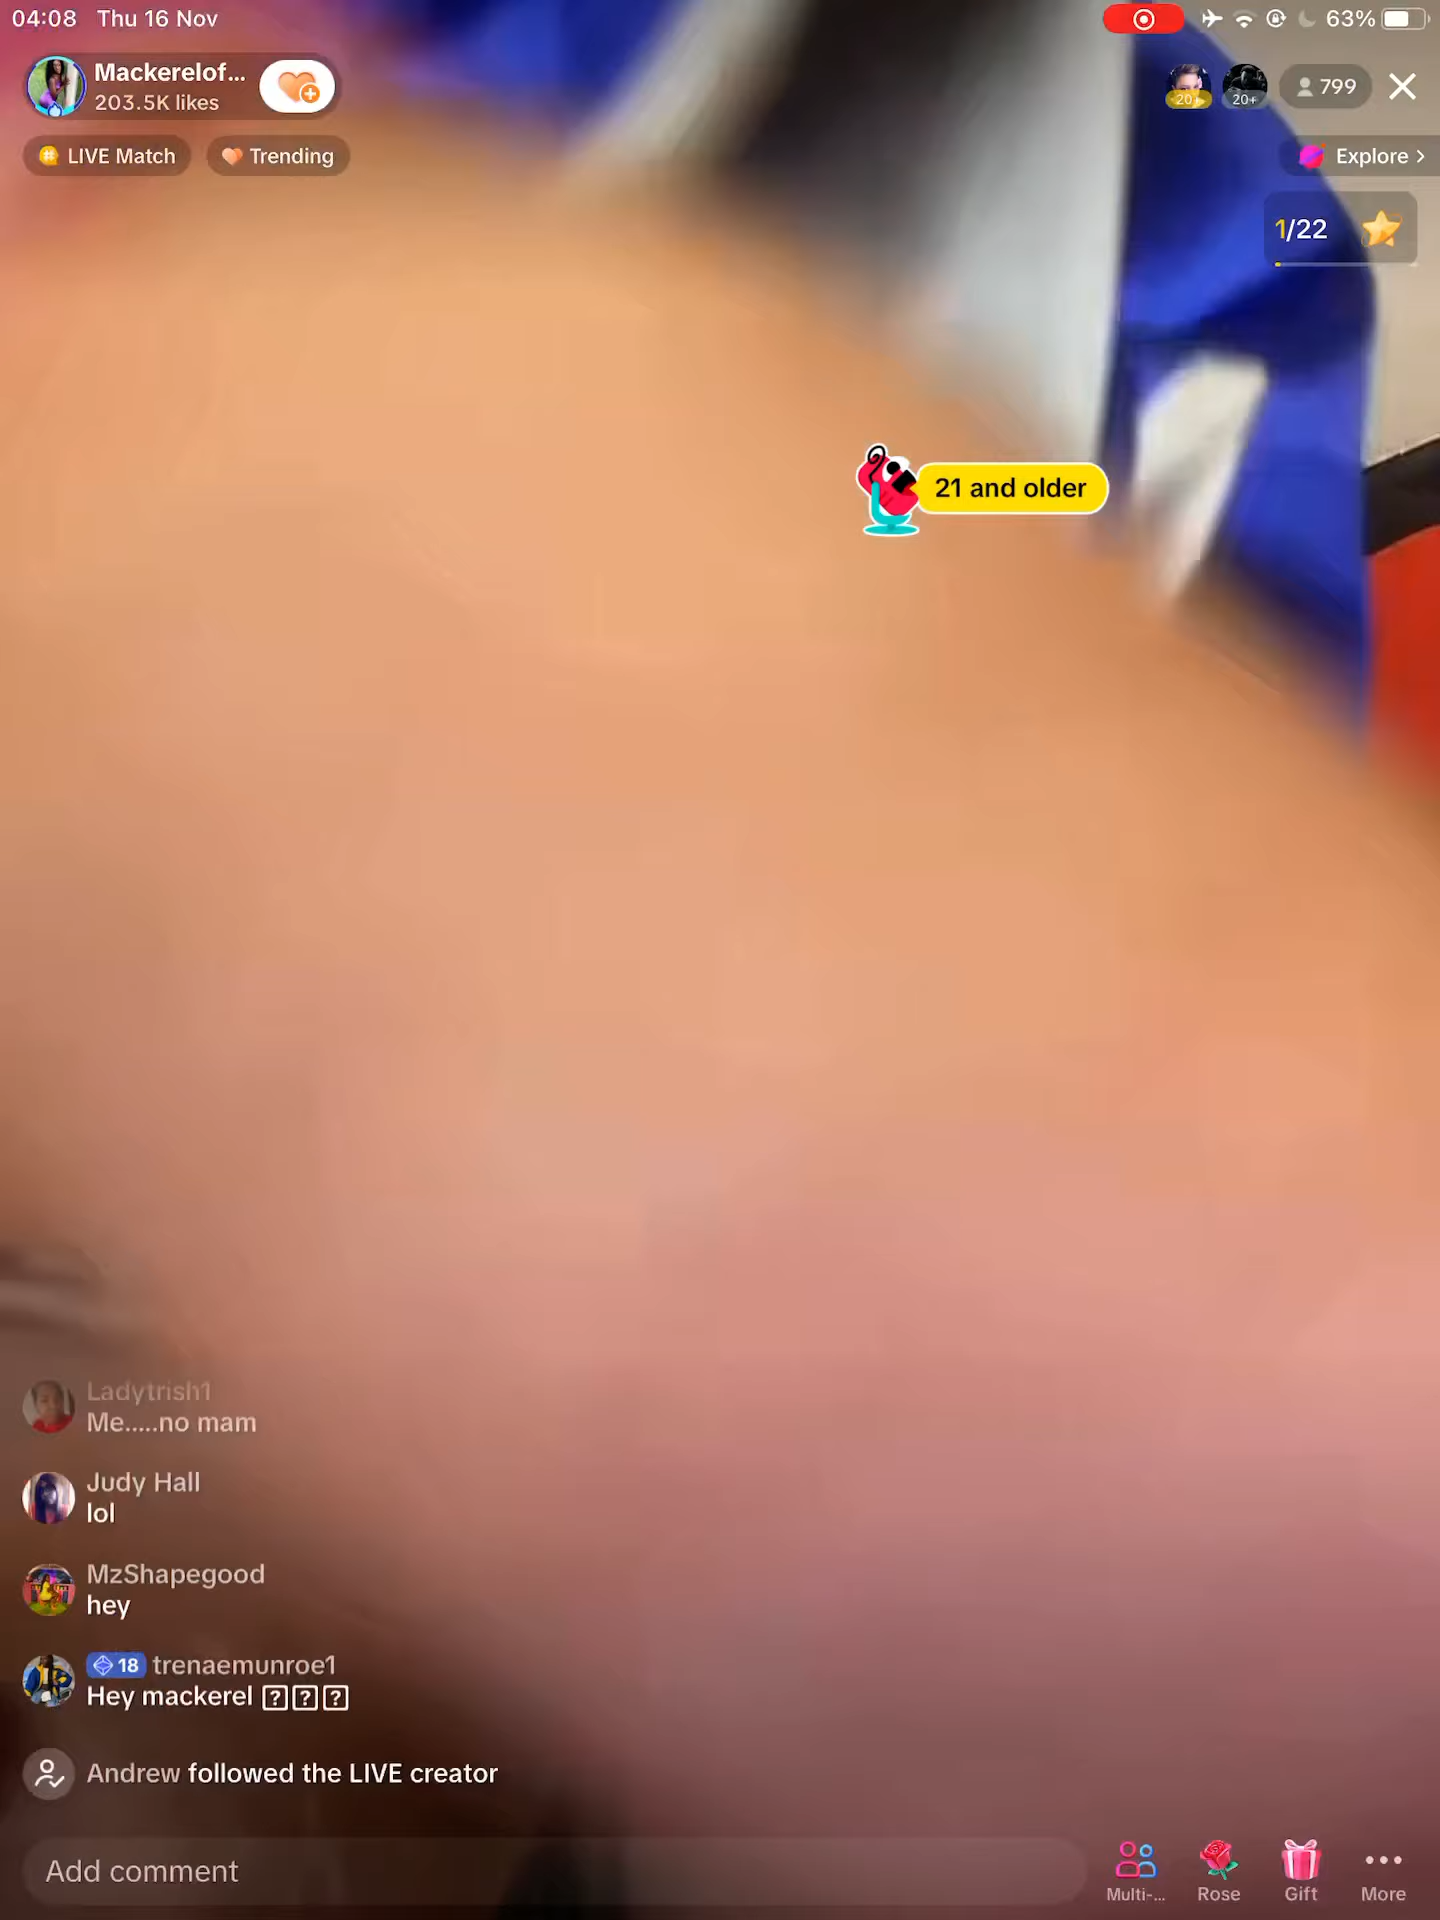 04:08 Thu 16 Nov
63%
Mackerelof...
203.5K likes
20+
20+
799
LIVE Match
Trending
Explore >
1/22
21 and older
Ladytrish1
Me.....no mam
Judy Hall
lol
MzShapegood
hey
18 trenaemunroe1
Hey mackerel
Andrew followed the LIVE creator
Add comment
Multi-...
Rose
Gift
More